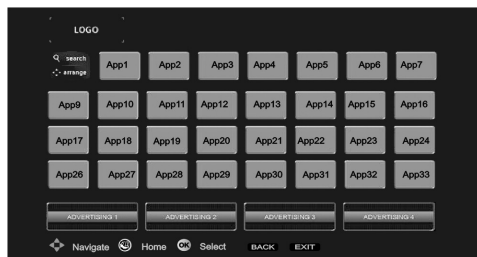 LOGO
search
arrange
App1 App2 App3 App4 App5 App6 App7
App9 App10 App11 App12 App13 App14 App15 App16
App17 App18 App19 App20 App21 App22 App23 App24
App26 App27 App28 App29 App30 App31 App32 App33
ADVERTISING 1 ADVERTISING 2 ADVERTISING 3 ADVERTISING 4
Navigate Home OK Select BACK EXIT